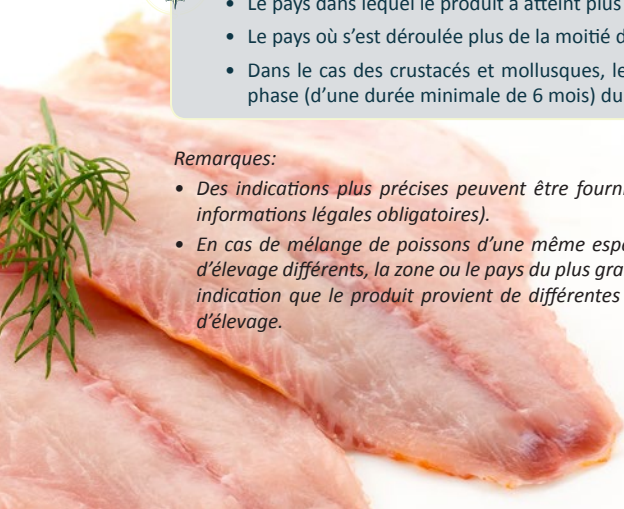 • Le pays dans lequel le produit a atteint plus
• Le pays où s’est déroulée plus de la moitié d
• Dans le cas des crustacés et mollusques, le
phase (d’une durée minimale de 6 mois) du
Remarques:
• Des indications plus précises peuvent être fourni
informations légales obligatoires).
• En cas de mélange de poissons d’une même espè
d’élevage différents, la zone ou le pays du plus gra
indication que le produit provient de différentes
d’élevage.